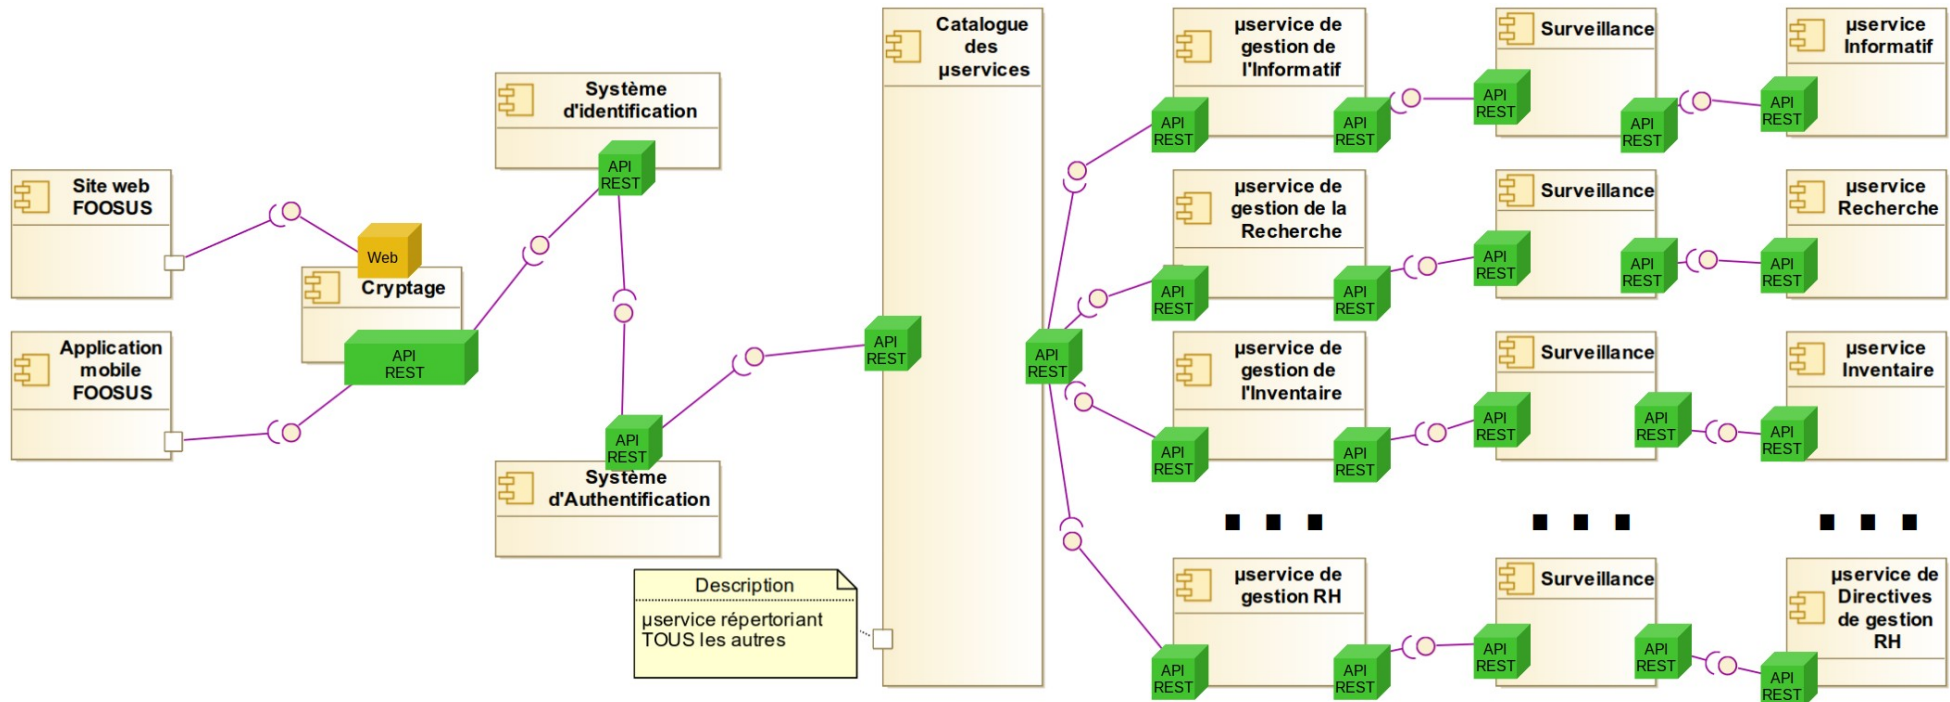 Site web
FOOSUS
Application
mobile
FOOSUS
Web
Cryptage
API
REST
Système
d'identification
API
REST
API
REST
Système
d'Authentification
Description
µservice répertoriant
TOUS les autres
Catalogue
des
µservices
API
REST
API
REST
µservice de
gestion de
l'Informatif
API
REST
API
REST
Surveillance
API
REST
API
REST
µservice
Informatif
API
REST
µservice de
gestion de la
Recherche
API
REST
API
REST
Surveillance
API
REST
API
REST
µservice
Recherche
API
REST
µservice de
gestion de
l'Inventaire
API
REST
API
REST
Surveillance
API
REST
API
REST
µservice
Inventaire
API
REST
µservice de
gestion RH
API
REST
API
REST
Surveillance
API
REST
API
REST
µservice de
Directives
de gestion
RH
API
REST